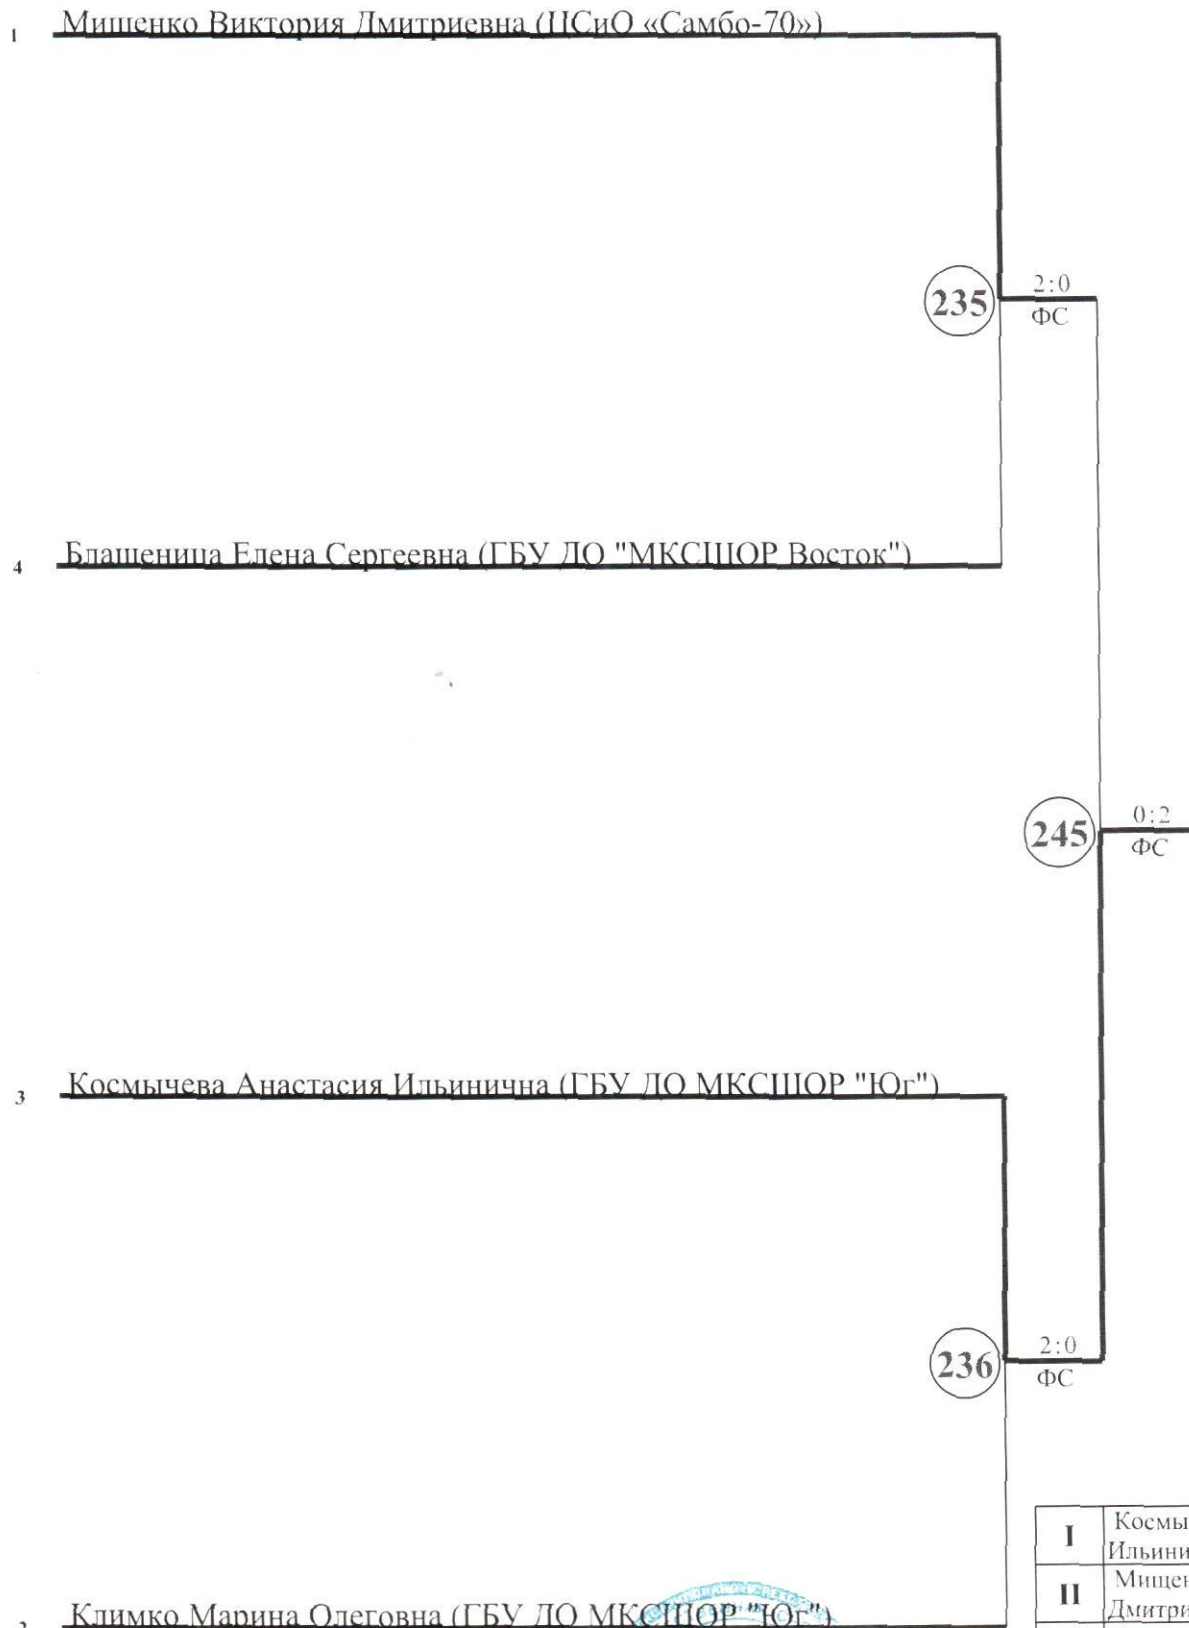 1 Мищенко Виктория Дмитриевна (ЦСиО «Самбо-70»)
235 2:0
ФС
4 Блащеница Елена Сергеевна (ГБУ ДО "МКСШОР Восток")
245 0:2
ФС
3 Космычева Анастасия Ильинична (ГБУ ДО МКСШОР "Юг")
236 2:0
ФС
I Космы
Ильини
II Мищен
Дмитри
2 Климко Марина Олеговна (ГБУ ДО МКСШОР "Юг")